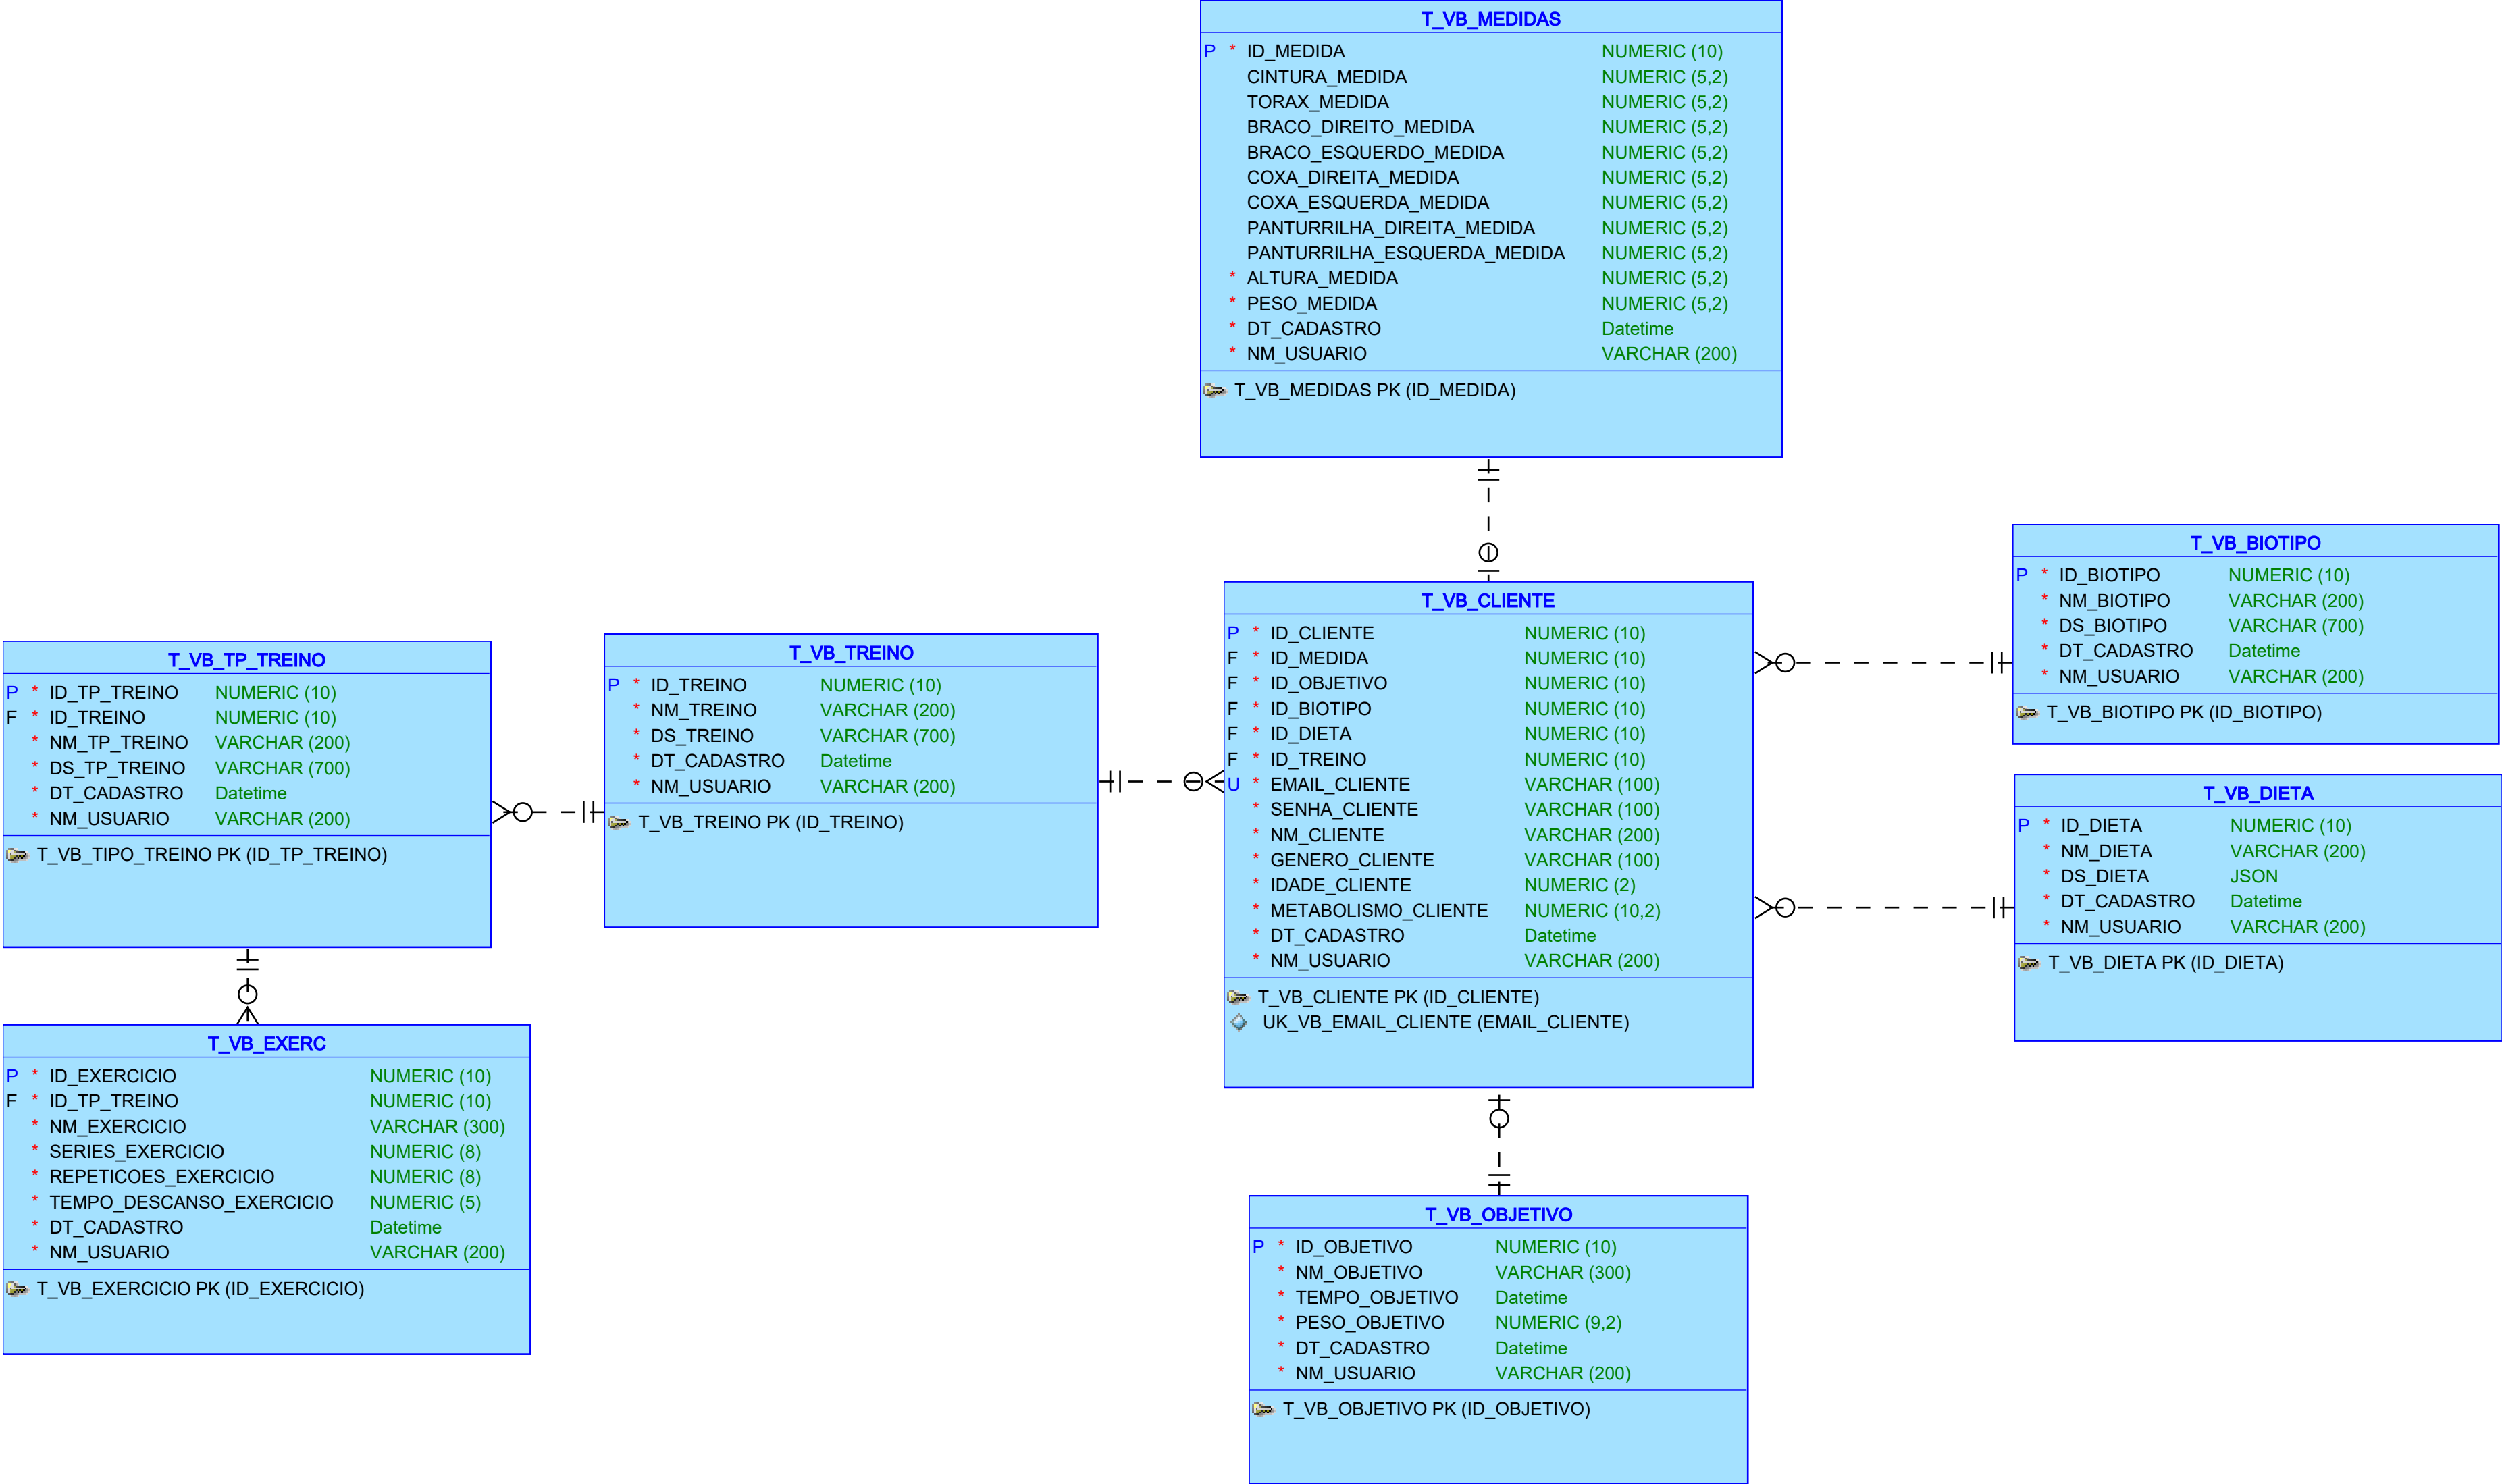 T_VB_MEDIDAS
P * ID_MEDIDA NUMERIC (10)
CINTURA_MEDIDA NUMERIC (5,2)
TORAX_MEDIDA NUMERIC (5,2)
BRACO_DIREITO_MEDIDA NUMERIC (5,2)
BRACO_ESQUERDO_MEDIDA NUMERIC (5,2)
COXA_DIREITA_MEDIDA NUMERIC (5,2)
COXA_ESQUERDA_MEDIDA NUMERIC (5,2)
PANTURRILHA_DIREITA_MEDIDA NUMERIC (5,2)
PANTURRILHA_ESQUERDA_MEDIDA NUMERIC (5,2)
* ALTURA_MEDIDA NUMERIC (5,2)
* PESO_MEDIDA NUMERIC (5,2)
* DT_CADASTRO Datetime
* NM_USUARIO VARCHAR (200)
T_VB_MEDIDAS PK (ID_MEDIDA)
T_VB_BIOTIPO
P * ID_BIOTIPO NUMERIC (10)
* NM_BIOTIPO VARCHAR (200)
* DS_BIOTIPO VARCHAR (700)
* DT_CADASTRO Datetime
* NM_USUARIO VARCHAR (200)
T_VB_BIOTIPO PK (ID_BIOTIPO)
T_VB_CLIENTE
P * ID_CLIENTE NUMERIC (10)
F * ID_MEDIDA NUMERIC (10)
F * ID_OBJETIVO NUMERIC (10)
F * ID_BIOTIPO NUMERIC (10)
F * ID_DIETA NUMERIC (10)
F * ID_TREINO NUMERIC (10)
U * EMAIL_CLIENTE VARCHAR (100)
* SENHA_CLIENTE VARCHAR (100)
* NM_CLIENTE VARCHAR (200)
* GENERO_CLIENTE VARCHAR (100)
* IDADE_CLIENTE NUMERIC (2)
* METABOLISMO_CLIENTE NUMERIC (10,2)
* DT_CADASTRO Datetime
* NM_USUARIO VARCHAR (200)
T_VB_CLIENTE PK (ID_CLIENTE)
UK_VB_EMAIL_CLIENTE (EMAIL_CLIENTE)
T_VB_TREINO
P * ID_TREINO NUMERIC (10)
* NM_TREINO VARCHAR (200)
* DS_TREINO VARCHAR (700)
* DT_CADASTRO Datetime
* NM_USUARIO VARCHAR (200)
T_VB_TREINO PK (ID_TREINO)
T_VB_TP_TREINO
P * ID_TP_TREINO NUMERIC (10)
F * ID_TREINO NUMERIC (10)
* NM_TP_TREINO VARCHAR (200)
* DS_TP_TREINO VARCHAR (700)
* DT_CADASTRO Datetime
* NM_USUARIO VARCHAR (200)
T_VB_TIPO_TREINO PK (ID_TP_TREINO)
T_VB_DIETA
P * ID_DIETA NUMERIC (10)
* NM_DIETA VARCHAR (200)
* DS_DIETA JSON
* DT_CADASTRO Datetime
* NM_USUARIO VARCHAR (200)
T_VB_DIETA PK (ID_DIETA)
T_VB_EXERC
P * ID_EXERCICIO NUMERIC (10)
F * ID_TP_TREINO NUMERIC (10)
* NM_EXERCICIO VARCHAR (300)
* SERIES_EXERCICIO NUMERIC (8)
* REPETICOES_EXERCICIO NUMERIC (8)
* TEMPO_DESCANSO_EXERCICIO NUMERIC (5)
* DT_CADASTRO Datetime
* NM_USUARIO VARCHAR (200)
T_VB_EXERCICIO PK (ID_EXERCICIO)
T_VB_OBJETIVO
P * ID_OBJETIVO NUMERIC (10)
* NM_OBJETIVO VARCHAR (300)
* TEMPO_OBJETIVO Datetime
* PESO_OBJETIVO NUMERIC (9,2)
* DT_CADASTRO Datetime
* NM_USUARIO VARCHAR (200)
T_VB_OBJETIVO PK (ID_OBJETIVO)